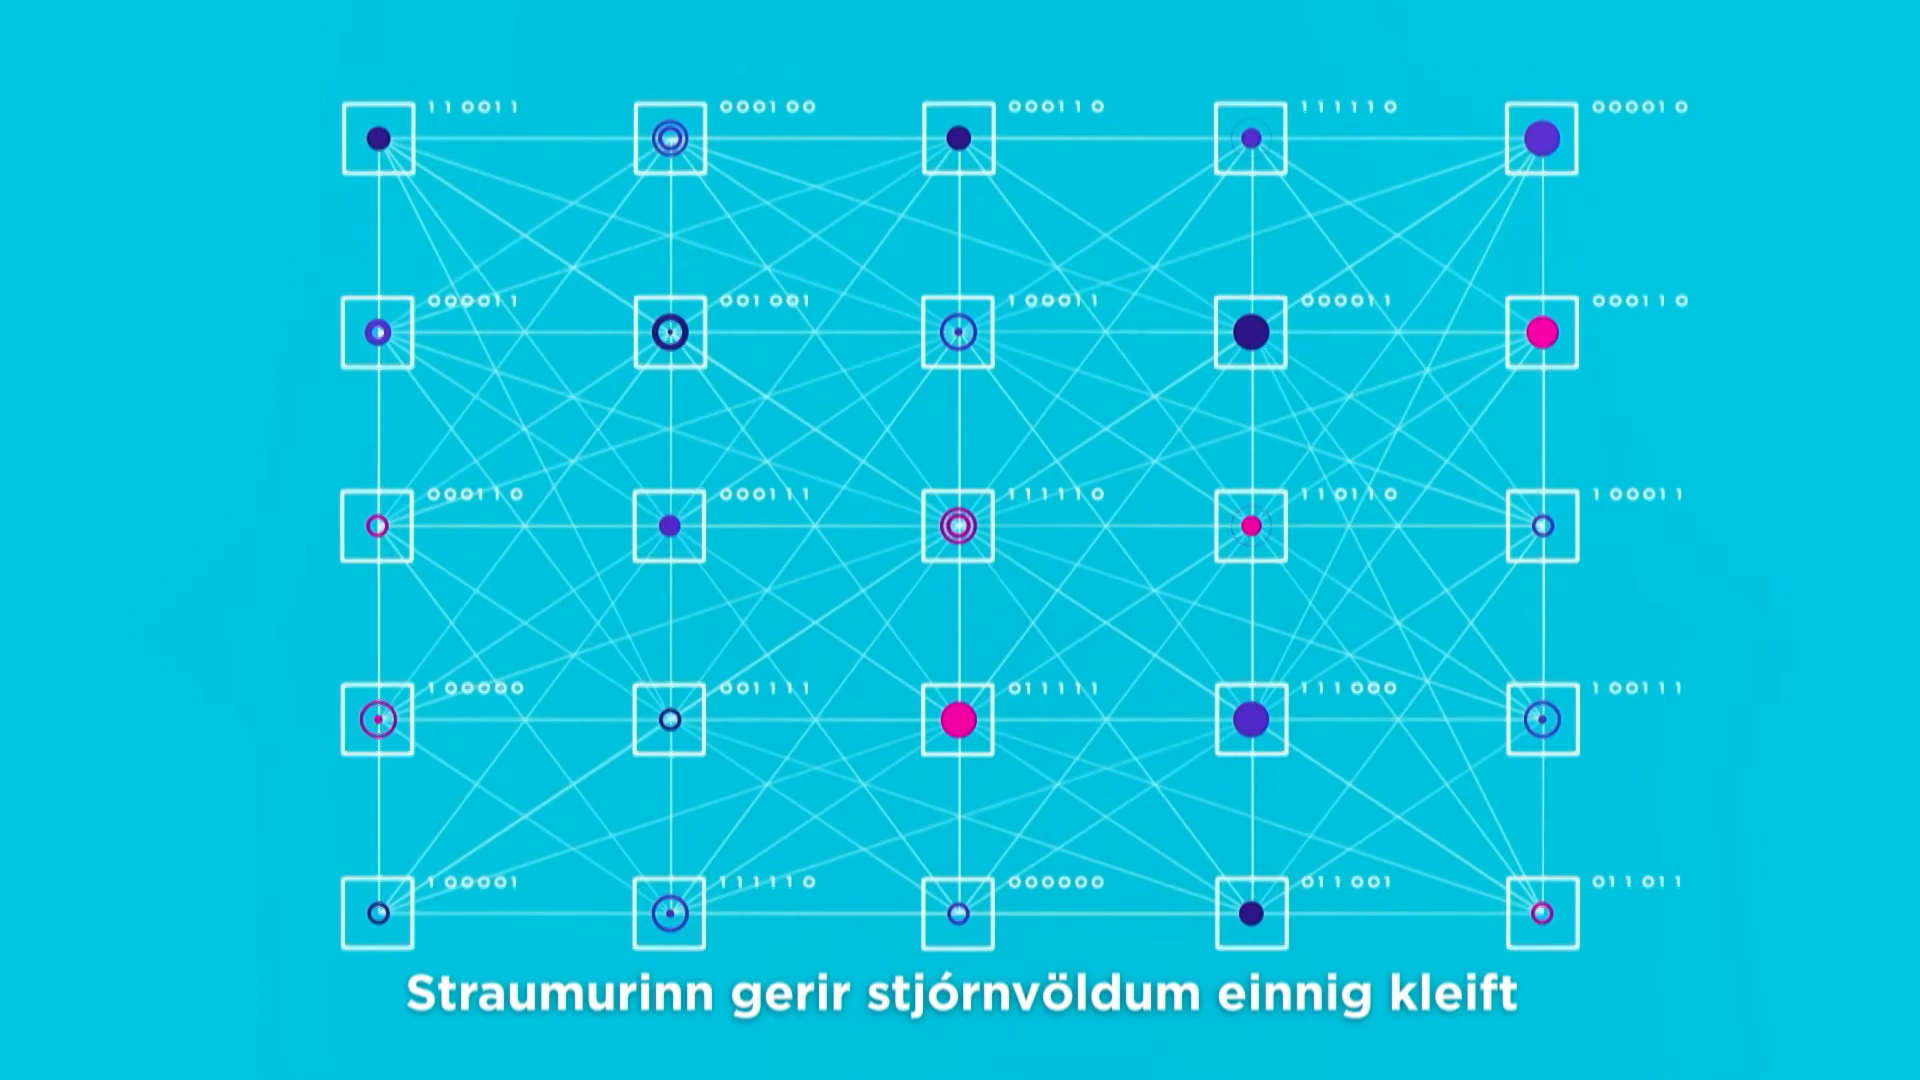 110011 000100 000110 111110 000010
000011 001001 100011 000011 000110
000110 000111 111110 110110 100011
100000 001111 011111 111000 100111
100001 111110 000000 011001 011011
Straumurinn gerir stjórnvöldum einnig kleift